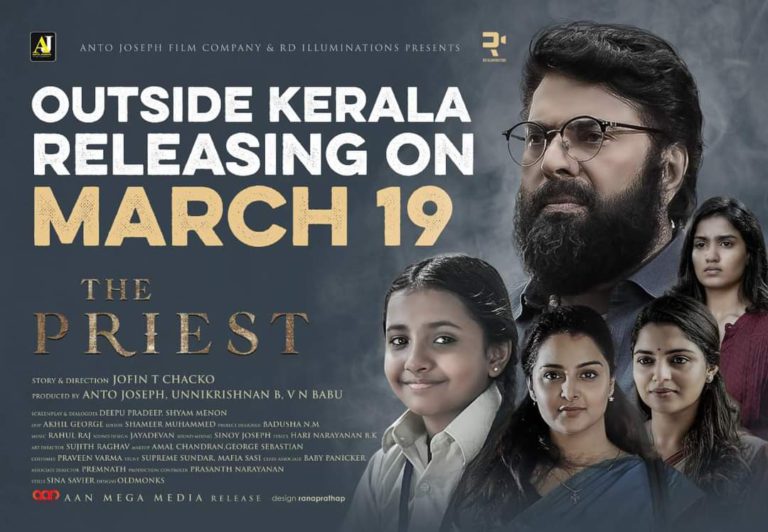 AJ
ANTO JOSEPH FILM COMPANY & RD ILLUMINATIONS PRESENTS
OUTSIDE KERALA
RELEASING ON
MARCH 19
THE
PRIEST
STORY & DIRECTION JOFIN T CHACKO
PRODUCED BY ANTO JOSEPH, UNNIKRISHNAN B, V N BABU
SCREENPLAY & DIALOGUES DEEPU PRADEEP, SHYAM MENON
DOP AKHIL GEORGE EDITOR SHAMEER MUHAMMED PROJECT DESIGNER BADUSHA N.M
MUSIC RAHUL RAJ SOUND DESIGN JAYADEVAN SOUND MIXING SINOY JOSEPH LYRICS HARI NARAYANAN B.K
ART DIRECTOR SUJITH RAGHAV MAKEUP AMAL CHANDRAN,GEORGE SEBASTIAN
COSTUMES PRAVEEN VARMA STUNT SUPREME SUNDAR, MAFIA SASI CHIEF ASSOCIATE BABY PANICKER
ASSOCIATE DIRECTOR PREMNATH PRODUCTION CONTROLLER PRASANTH NARAYANAN
STILLS SINA SAVIER DESIGNS OLDMONKS
aan AAN MEGA MEDIA RELEASE design ranaprathap